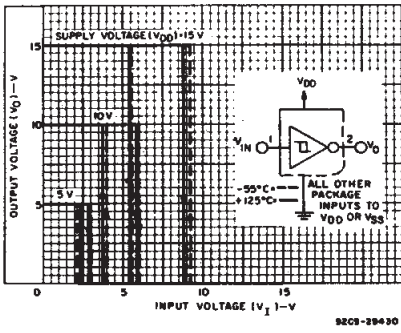 SUPPLY VOLTAGE (VDD)=15 V
15
10 V
10
5 V
5
0
0
5
10
15
OUTPUT VOLTAGE (VO)—V
INPUT VOLTAGE (VI)—V
VDD
VIN
1
2
VO
-55°C
+125°C
ALL OTHER
PACKAGE
INPUTS TO
VDD OR VSS
92CS-29430